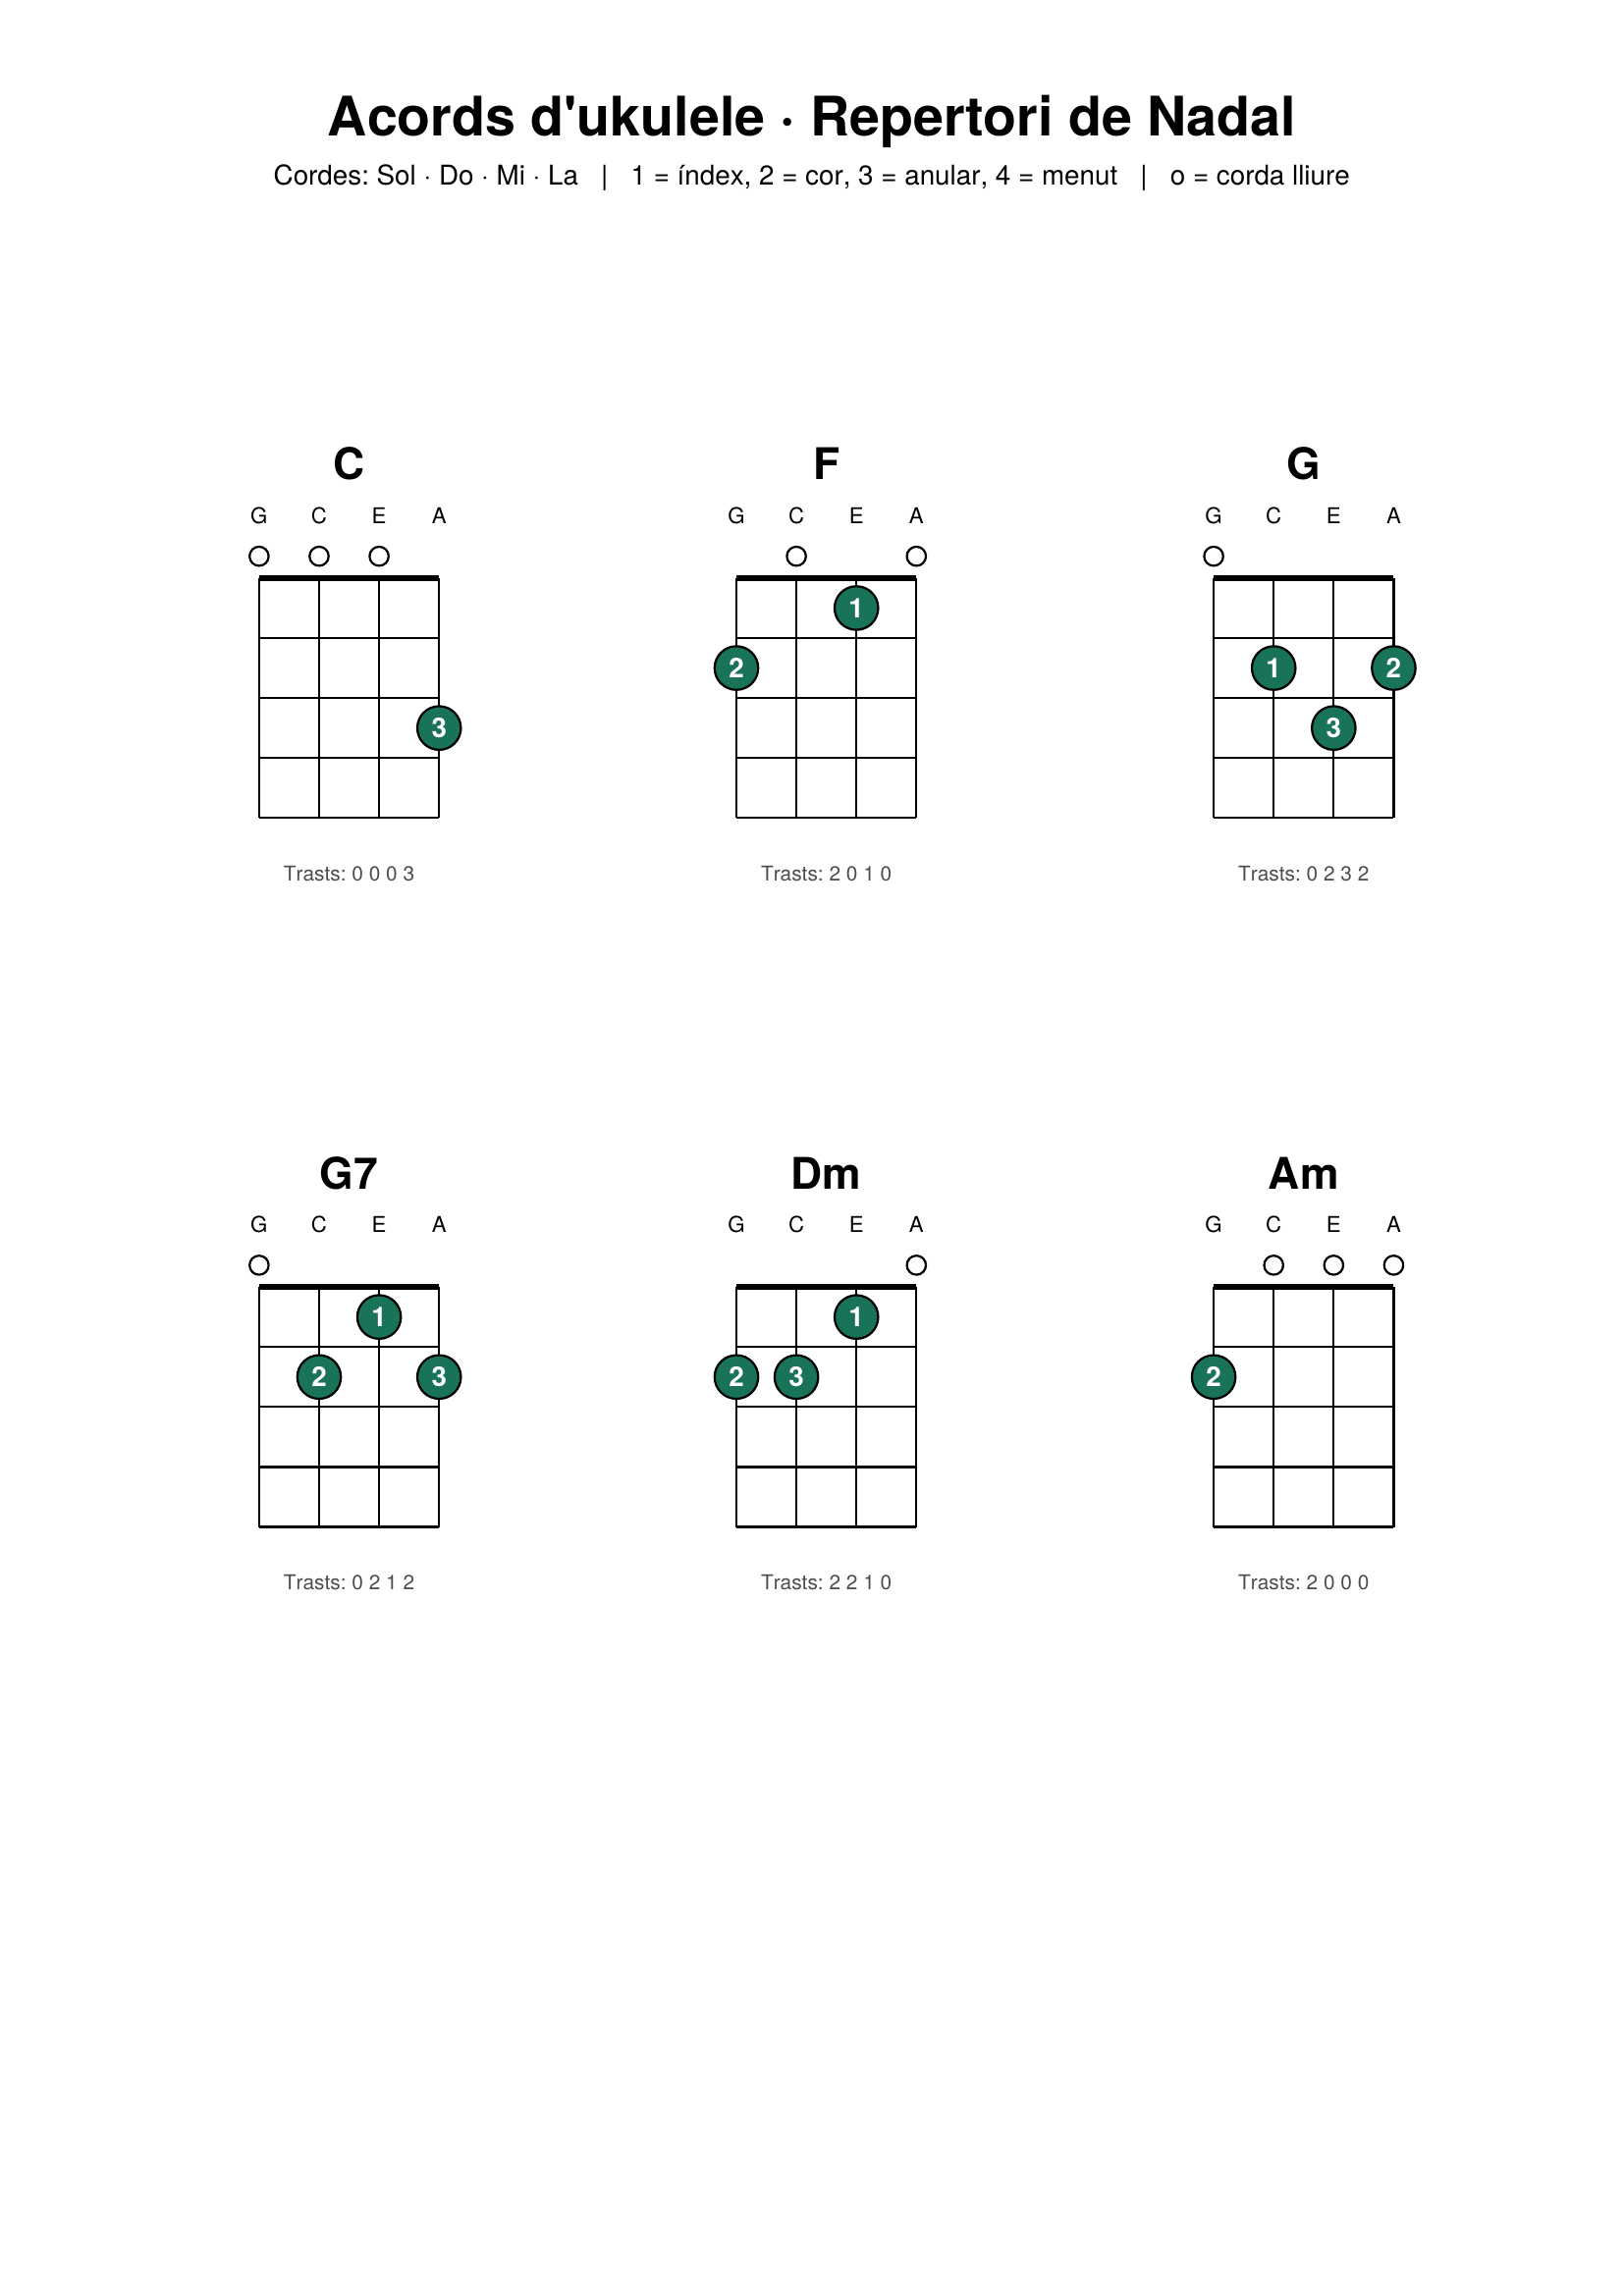 Acords d'ukulele · Repertori de Nadal
Cordes: Sol · Do · Mi · La | 1 = índex, 2 = cor, 3 = anular, 4 = menut | o = corda lliure
C
G C E A
3
Trasts: 0 0 0 3
F
G C E A
1
2
Trasts: 2 0 1 0
G
G C E A
1 2
3
Trasts: 0 2 3 2
G7
G C E A
1
2 3
Trasts: 0 2 1 2
Dm
G C E A
1
2 3
Trasts: 2 2 1 0
Am
G C E A
2
Trasts: 2 0 0 0